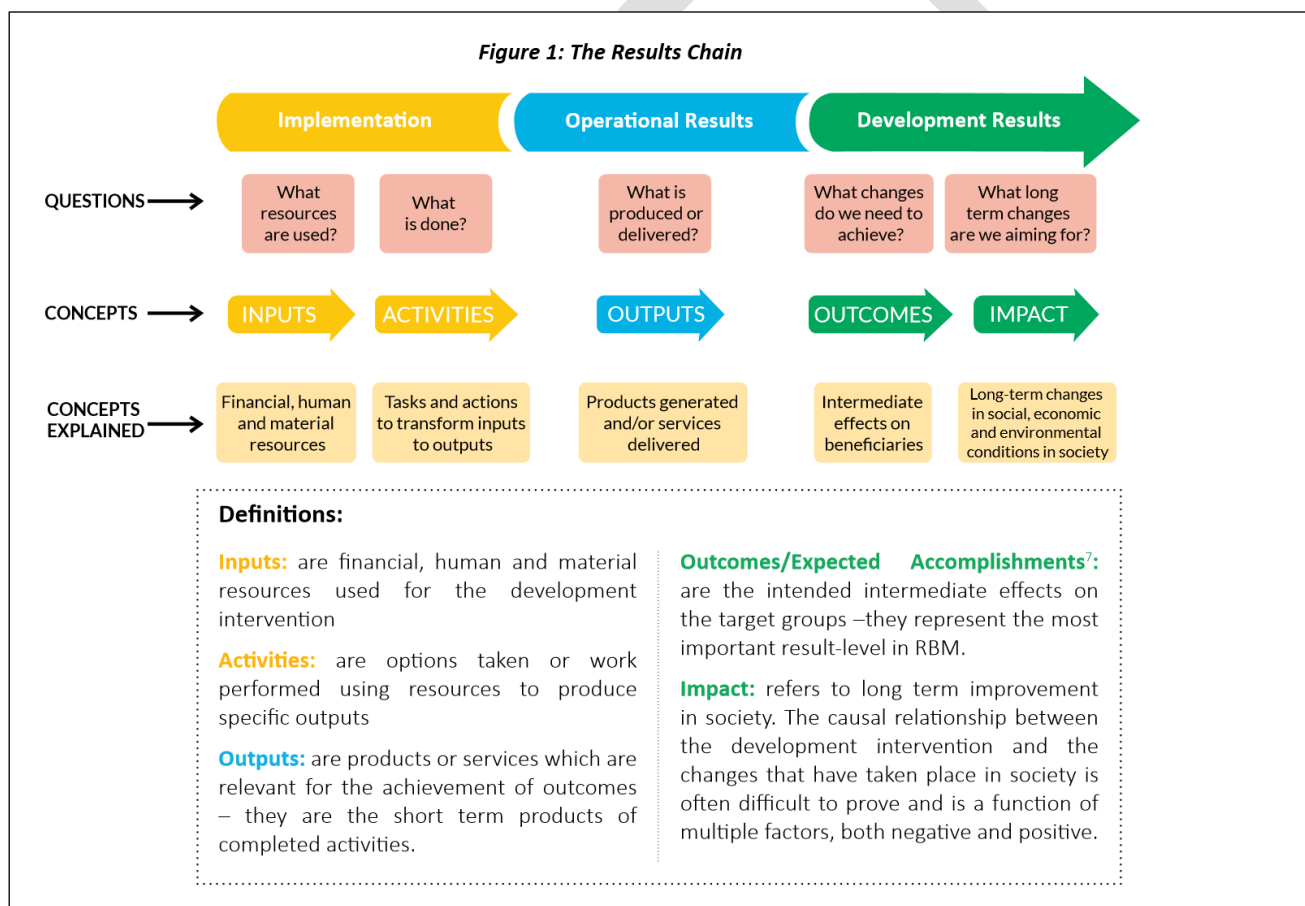 Figure 1: The Results Chain
Implementation
Operational Results
Development Results
QUESTIONS
What
resources
are used?
What
is done?
What is
produced or
delivered?
What changes
do we need to
achieve?
What long
term changes
are we aiming for?
CONCEPTS
INPUTS
ACTIVITIES
OUTPUTS
OUTCOMES
IMPACT
CONCEPTS
EXPLAINED
Financial, human
and material
resources
Tasks and actions
to transform inputs
to outputs
Products generated
and/or services
delivered
Intermediate
effects on
beneficiaries
Long-term changes
in social, economic
and environmental
conditions in society
Definitions:
Inputs: are financial, human and material
resources used for the development
intervention
Activities: are options taken or work
performed using resources to produce
specific outputs
Outputs: are products or services which are
relevant for the achievement of outcomes
– they are the short term products of
completed activities.
Outcomes/Expected Accomplishments⁷:
are the intended intermediate effects on
the target groups –they represent the most
important result-level in RBM.
Impact: refers to long term improvement
in society. The causal relationship between
the development intervention and the
changes that have taken place in society is
often difficult to prove and is a function of
multiple factors, both negative and positive.